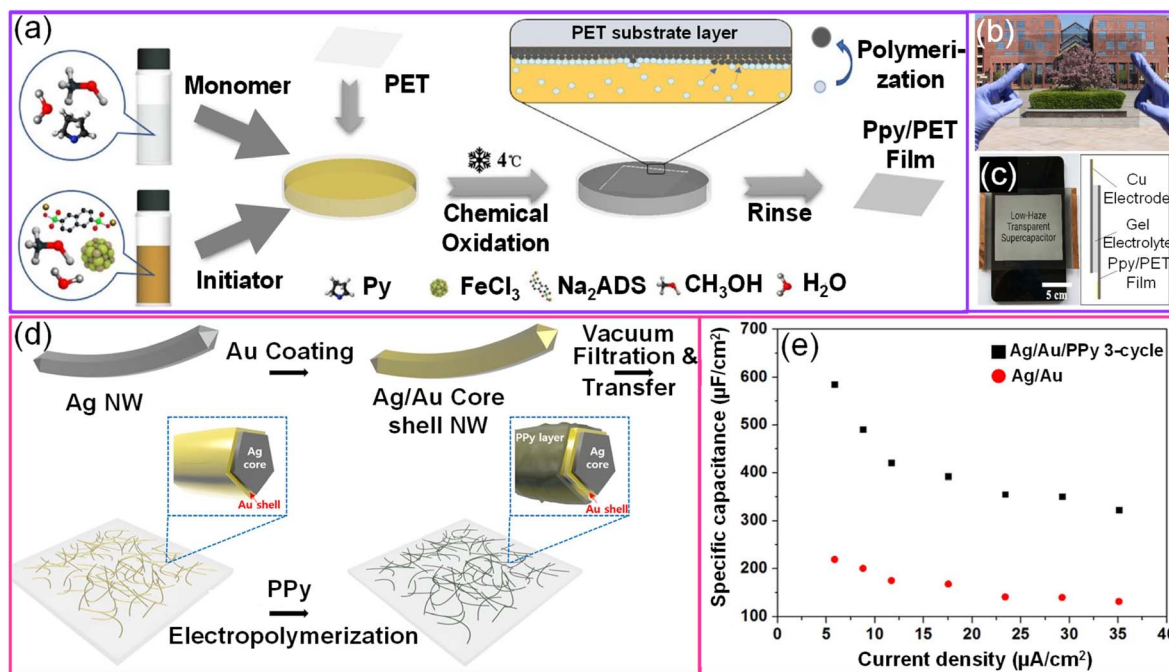 (a)
Monomer
Initiator
PET
PET substrate layer
Polymeri-
zation
4℃
Chemical
Oxidation
Rinse
Ppy/PET
Film
Py
FeCl3
Na2ADS
CH3OH
H2O
(b)
(c)
Low-Haze
Transparent
Supercapacitor
5 cm
Cu
Electrode
Gel
Electrolyte
Ppy/PET
Film
(d)
Ag NW
Au Coating
Ag/Au Core
shell NW
Vacuum
Filtration &
Transfer
Ag
core
Au shell
PPy layer
Ag
core
Au shell
PPy
Electropolymerization
(e)
Ag/Au/PPy 3-cycle
Ag/Au
Specific capacitance (µF/cm²)
700
600
500
400
300
200
100
0 5 10 15 20 25 30 35 40
Current density (µA/cm²)